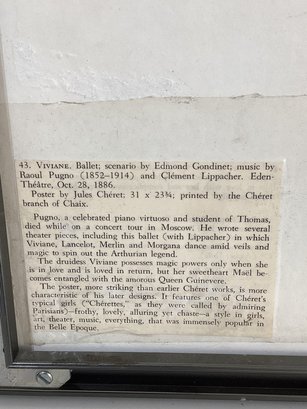 43. VIVIANE. Ballet; scenario by Edmond Gondinet; music by
Raoul Pugno (1852–1914) and Clément Lippacher. Eden-
Théâtre, Oct. 28, 1886.
Poster by Jules Chéret; 31 x 23¾; printed by the Chéret
branch of Chaix.
Pugno, a celebrated piano virtuoso and student of Thomas,
died while on a concert tour in Moscow. He wrote several
theater pieces, including this ballet (with Lippacher) in which
Viviane, Lancelot, Merlin and Morgana dance amid veils and
magic to spin out the Arthurian legend.
The druidess Viviane possesses magic powers only when she
is in love and is loved in return, but her sweetheart Maël be-
comes entangled with the amorous Queen Guinevere.
The poster, more striking than earlier Chéret works, is more
characteristic of his later designs. It features one of Chéret's
typical girls ("Chérettes," as they were called by admiring
Parisians)—frothy, lovely, alluring yet chaste—a style in girls,
art, theater, music, everything, that was immensely popular in
the Belle Epoque.